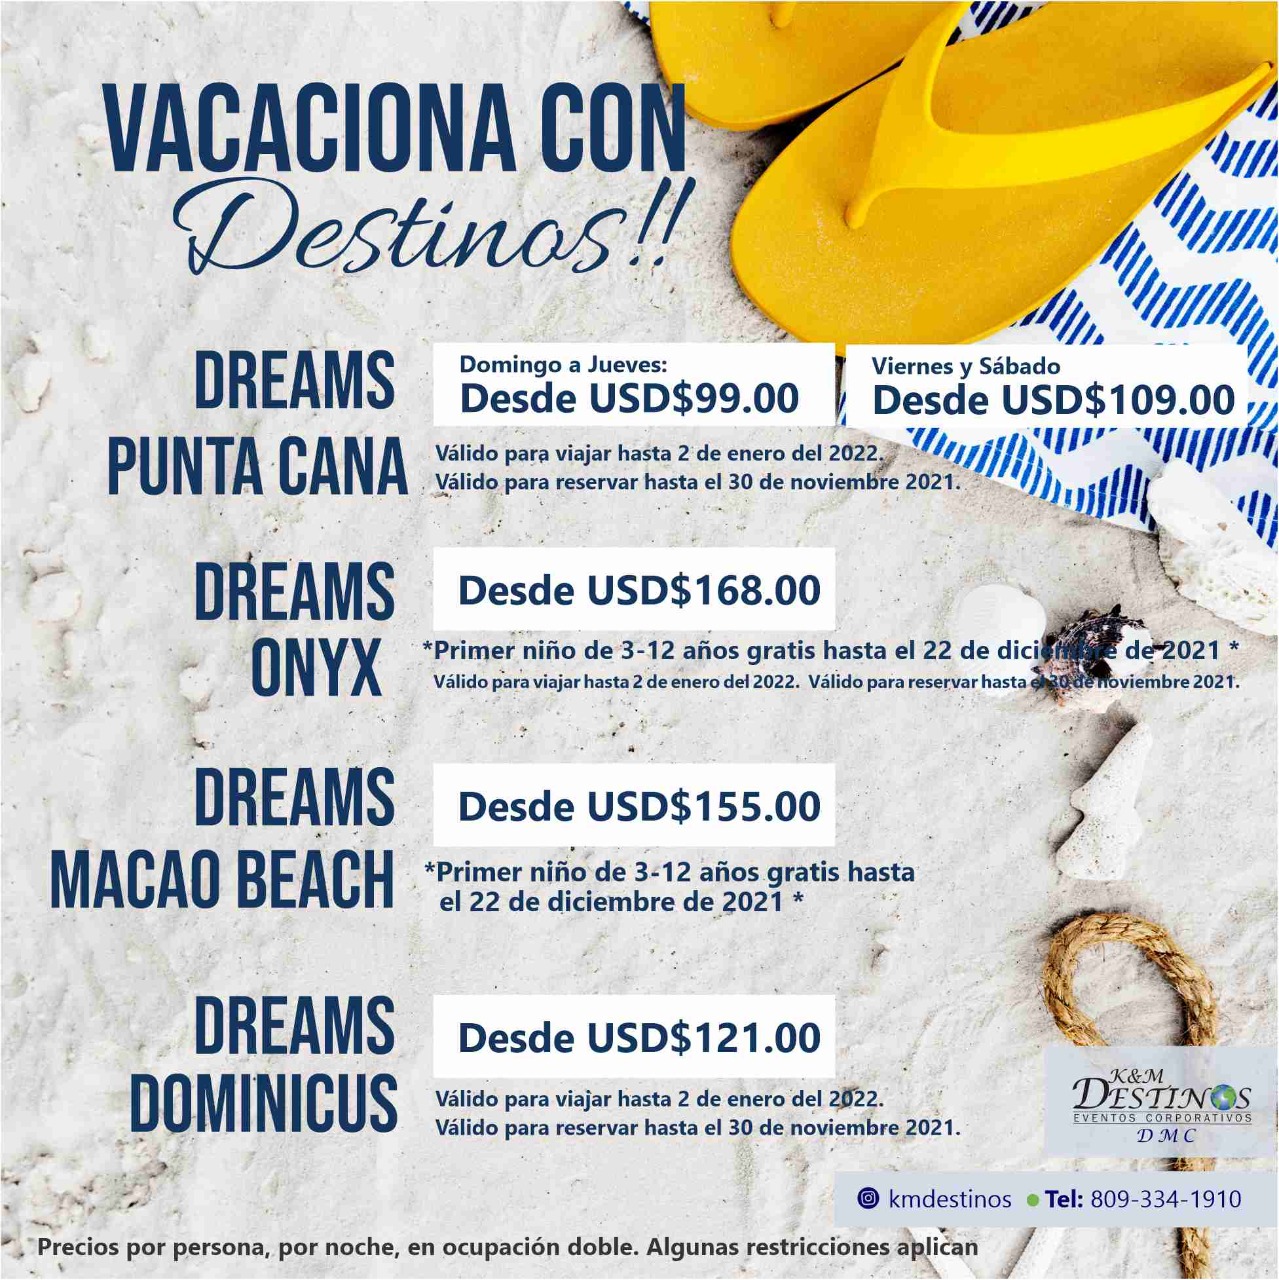 VACACIONA CON
Destinos!!
DREAMS
PUNTA CANA
Domingo a Jueves:
Desde USD$99.00
Viernes y Sábado
Desde USD$109.00
Válido para viajar hasta 2 de enero del 2022.
Válido para reservar hasta el 30 de noviembre 2021.
DREAMS
ONYX
Desde USD$168.00
*Primer niño de 3-12 años gratis hasta el 22 de diciembre de 2021 *
Válido para viajar hasta 2 de enero del 2022. Válido para reservar hasta el 30 de noviembre 2021.
DREAMS
MACAO BEACH
Desde USD$155.00
*Primer niño de 3-12 años gratis hasta
el 22 de diciembre de 2021 *
DREAMS
DOMINICUS
Desde USD$121.00
Válido para viajar hasta 2 de enero del 2022.
Válido para reservar hasta el 30 de noviembre 2021.
K&M
DESTINOS
EVENTOS CORPORATIVOS
DMC
kmdestinos Tel: 809-334-1910
Precios por persona, por noche, en ocupación doble. Algunas restricciones aplican